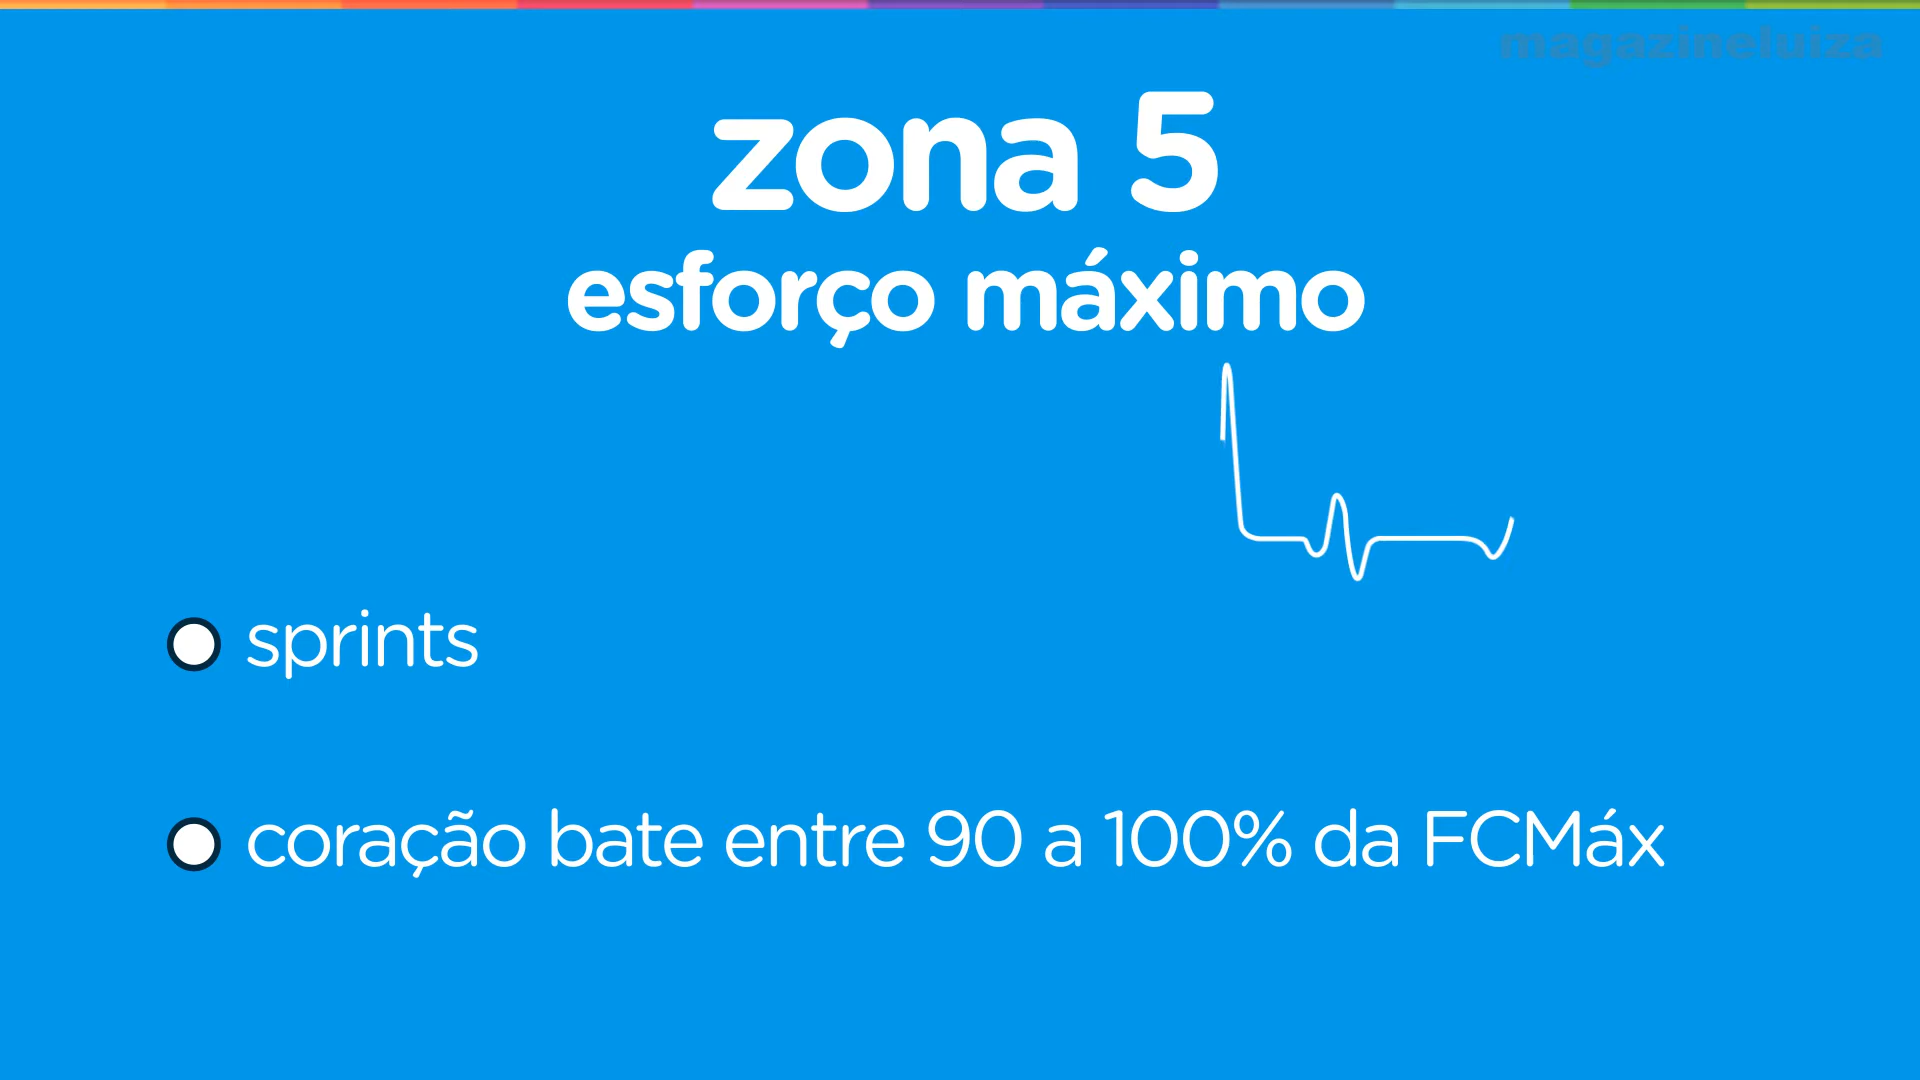 magazineluiza
zona 5
esforço máximo
sprints
coração bate entre 90 a 100% da FCMáx